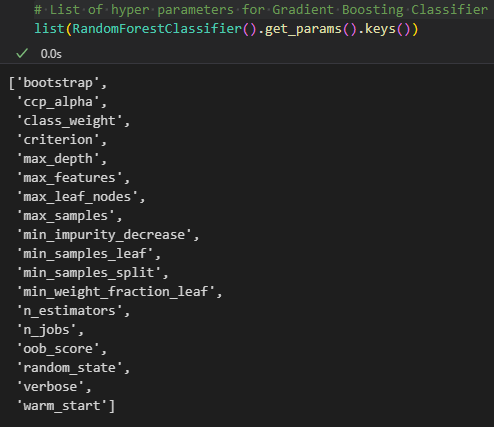 # List of hyper parameters for Gradient Boosting Classifier
list(RandomForestClassifier().get_params().keys())
✓ 0.0s
['bootstrap',
'ccp_alpha',
'class_weight',
'criterion',
'max_depth',
'max_features',
'max_leaf_nodes',
'max_samples',
'min_impurity_decrease',
'min_samples_leaf',
'min_samples_split',
'min_weight_fraction_leaf',
'n_estimators',
'n_jobs',
'oob_score',
'random_state',
'verbose',
'warm_start']